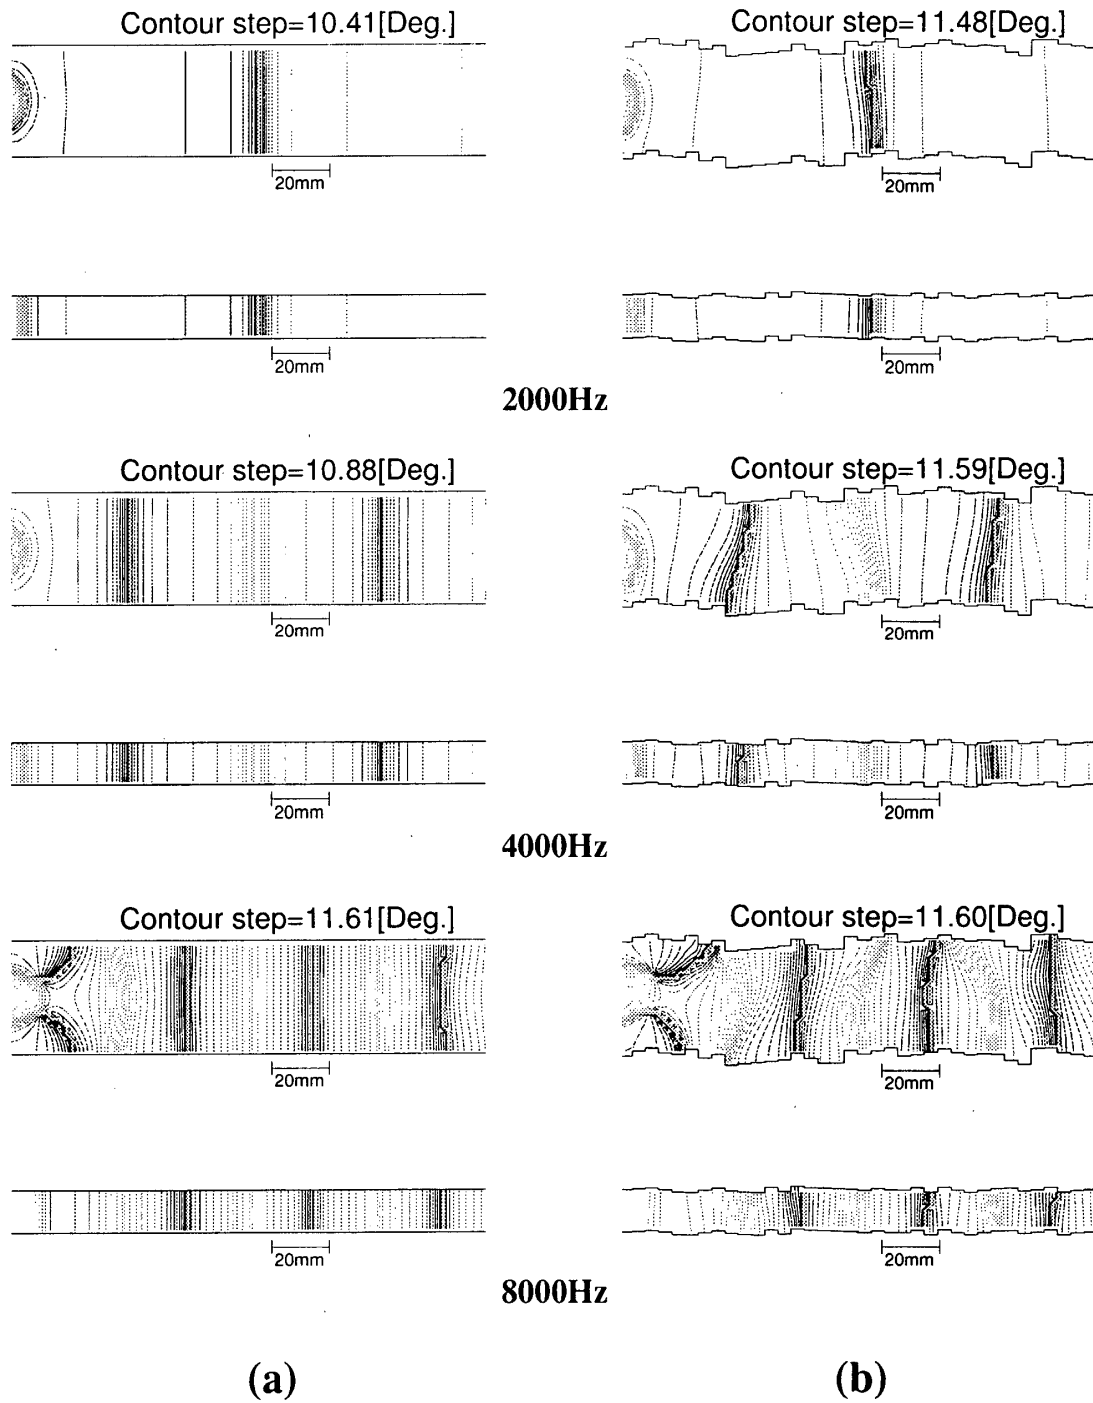 Contour step=10.41[Deg.]
Contour step=11.48[Deg.]
20mm
20mm
20mm
20mm
2000Hz
Contour step=10.88[Deg.]
Contour step=11.59[Deg.]
20mm
20mm
20mm
20mm
4000Hz
Contour step=11.61[Deg.]
Contour step=11.60[Deg.]
20mm
20mm
20mm
20mm
8000Hz
(a)
(b)